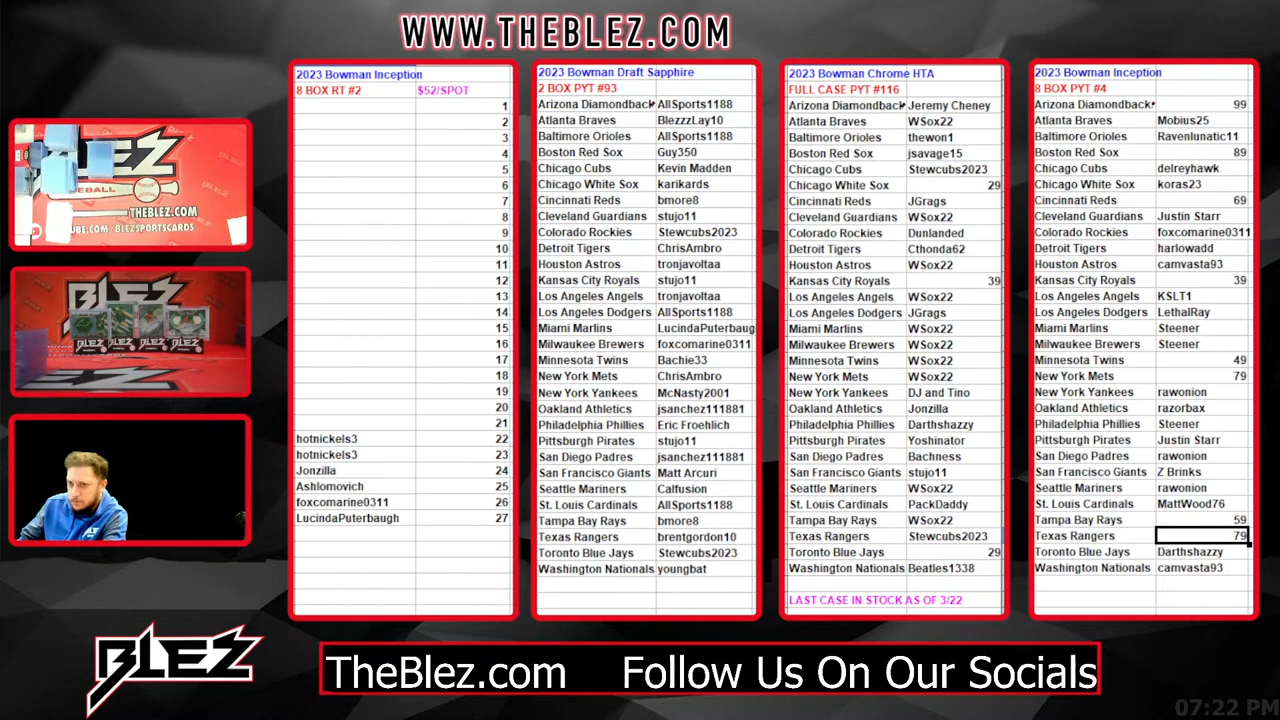 WWW.THEBLEZ.COM
2023 Bowman Inception
8 BOX RT #2 $52/SPOT
1
2
3
4
5
6
7
8
9
10
11
12
13
14
15
16
17
18
19
20
21
hotnickels3 22
hotnickels3 23
Jonzilla 24
Ashlomovich 25
foxcomarine0311 26
LucindaPuterbaugh 27
2023 Bowman Draft Sapphire
2 BOX PYT #93
Arizona Diamondback AllSports1188
Atlanta Braves BlezzzLay10
Baltimore Orioles AllSports1188
Boston Red Sox Guy350
Chicago Cubs Kevin Madden
Chicago White Sox karikards
Cincinnati Reds bmore8
Cleveland Guardians stujo11
Colorado Rockies Stewcubs2023
Detroit Tigers ChrisAmbro
Houston Astros tronjavoltaa
Kansas City Royals stujo11
Los Angeles Angels tronjavoltaa
Los Angeles Dodgers AllSports1188
Miami Marlins LucindaPuterbaug
Milwaukee Brewers foxcomarine0311
Minnesota Twins Bachie33
New York Mets ChrisAmbro
New York Yankees McNasty2001
Oakland Athletics jsanchez111881
Philadelphia Phillies Eric Froehlich
Pittsburgh Pirates stujo11
San Diego Padres jsanchez111881
San Francisco Giants Matt Arcuri
Seattle Mariners Calfusion
St. Louis Cardinals AllSports1188
Tampa Bay Rays bmore8
Texas Rangers brentgordon10
Toronto Blue Jays Stewcubs2023
Washington Nationals youngbat
2023 Bowman Chrome HTA
FULL CASE PYT #116
Arizona Diamondback Jeremy Cheney
Atlanta Braves WSox22
Baltimore Orioles thewon1
Boston Red Sox jsavage15
Chicago Cubs Stewcubs2023
Chicago White Sox 29
Cincinnati Reds JGrags
Cleveland Guardians WSox22
Colorado Rockies Dunlanded
Detroit Tigers Cthonda62
Houston Astros WSox22
Kansas City Royals 39
Los Angeles Angels WSox22
Los Angeles Dodgers JGrags
Miami Marlins WSox22
Milwaukee Brewers WSox22
Minnesota Twins WSox22
New York Mets WSox22
New York Yankees DJ and Tino
Oakland Athletics Jonzilla
Philadelphia Phillies Darthshazzy
Pittsburgh Pirates Yoshinator
San Diego Padres Bachness
San Francisco Giants stujo11
Seattle Mariners WSox22
St. Louis Cardinals PackDaddy
Tampa Bay Rays WSox22
Texas Rangers Stewcubs2023
Toronto Blue Jays 29
Washington Nationals Beatles1338
LAST CASE IN STOCK AS OF 3/22
2023 Bowman Inception
8 BOX PYT #4
Arizona Diamondback 99
Atlanta Braves Mobius25
Baltimore Orioles Ravenlunatic11
Boston Red Sox 89
Chicago Cubs delreyhawk
Chicago White Sox koras23
Cincinnati Reds 69
Cleveland Guardians Justin Starr
Colorado Rockies foxcomarine0311
Detroit Tigers harlowadd
Houston Astros camvasta93
Kansas City Royals 39
Los Angeles Angels KSLT1
Los Angeles Dodgers LethalRay
Miami Marlins Steener
Milwaukee Brewers Steener
Minnesota Twins 49
New York Mets 79
New York Yankees rawonion
Oakland Athletics razorbax
Philadelphia Phillies Steener
Pittsburgh Pirates Justin Starr
San Diego Padres rawonion
San Francisco Giants Z Brinks
Seattle Mariners rawonion
St. Louis Cardinals MattWood76
Tampa Bay Rays 59
Texas Rangers 79
Toronto Blue Jays Darthshazzy
Washington Nationals camvasta93
THEBLEZ.COM
BLEZ
BLEZ
TheBlez.com Follow Us On Our Socials
07:22 PM